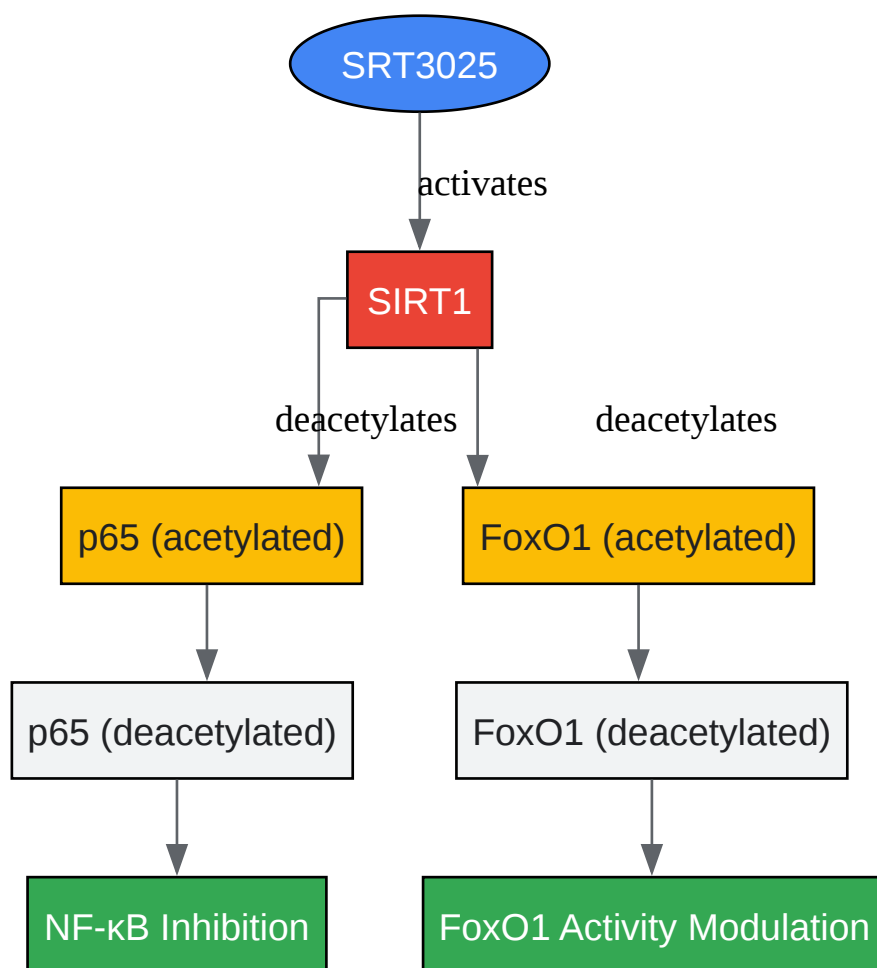 SRT3025
activates
SIRT1
deacetylates
deacetylates
p65 (acetylated)
FoxO1 (acetylated)
p65 (deacetylated)
FoxO1 (deacetylated)
NF-κB Inhibition
FoxO1 Activity Modulation